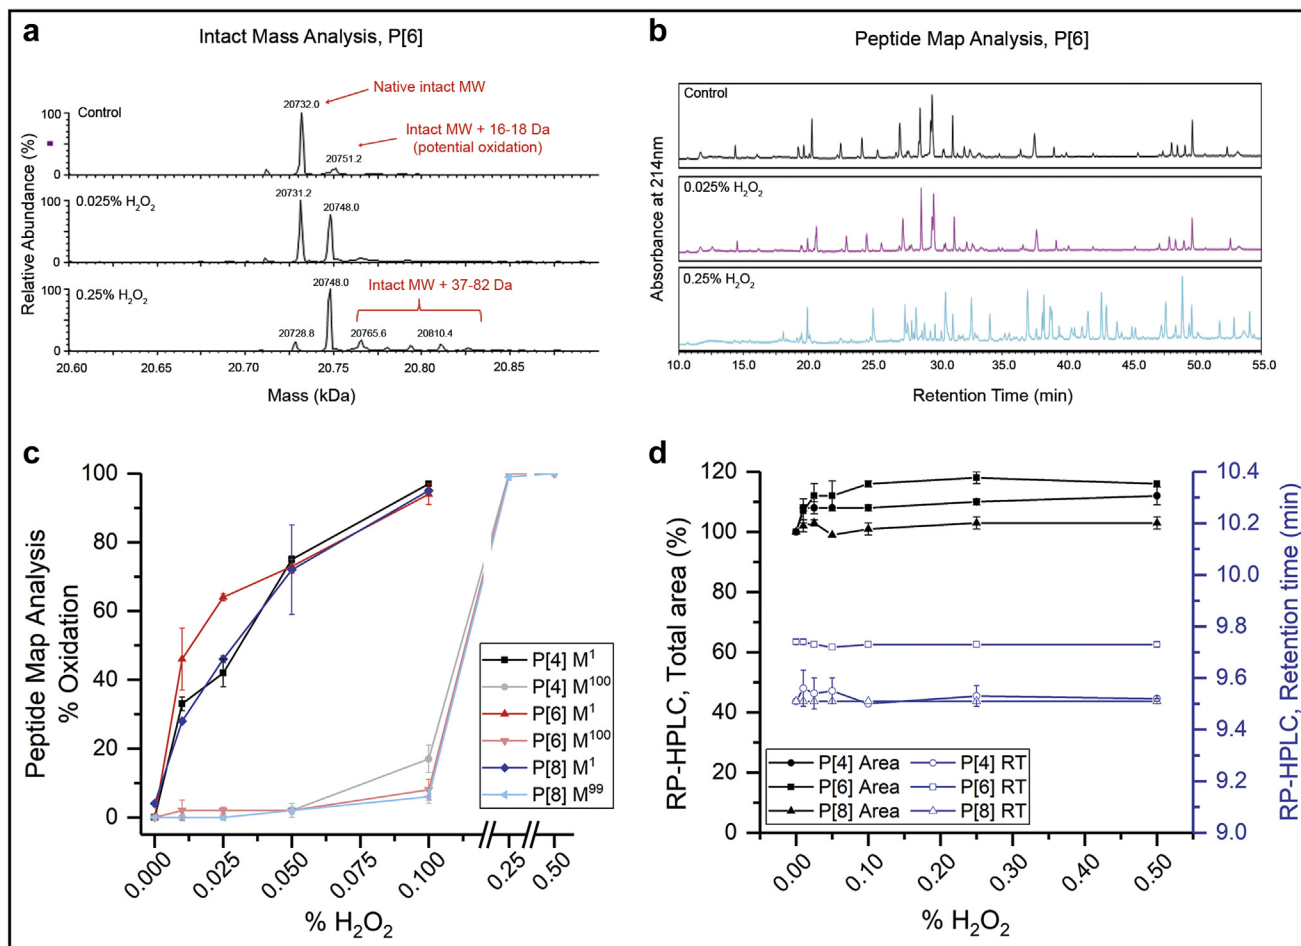 a
Intact Mass Analysis, P[6]
Relative Abundance (%)
Control
100
0
20732.0
Native intact MW
Intact MW + 16-18 Da
(potential oxidation)
20751.2
0.025% H₂O₂
100
0
20731.2
20748.0
0.25% H₂O₂
100
0
20748.0
Intact MW + 37-82 Da
20728.8
20765.6
20810.4
20.60 20.65 20.70 20.75 20.80 20.85
Mass (kDa)
b
Peptide Map Analysis, P[6]
Absorbance at 214nm
Control
0.025% H₂O₂
0.25% H₂O₂
10.0 15.0 20.0 25.0 30.0 35.0 40.0 45.0 50.0 55.0
Retention Time (min)
c
Peptide Map Analysis
% Oxidation
100
80
60
40
20
0
P[4] M¹
P[4] M¹⁰⁰
P[6] M¹
P[6] M¹⁰⁰
P[8] M¹
P[8] M⁹⁹
0.000 0.025 0.050 0.075 0.100 0.25 0.50
% H₂O₂
d
RP-HPLC, Total area (%)
120
100
80
60
40
20
0
P[4] Area P[4] RT
P[6] Area P[6] RT
P[8] Area P[8] RT
0.00 0.10 0.20 0.30 0.40 0.50
% H₂O₂
10.4
10.2
10.0
9.8
9.6
9.4
9.2
9.0
RP-HPLC, Retention time (min)